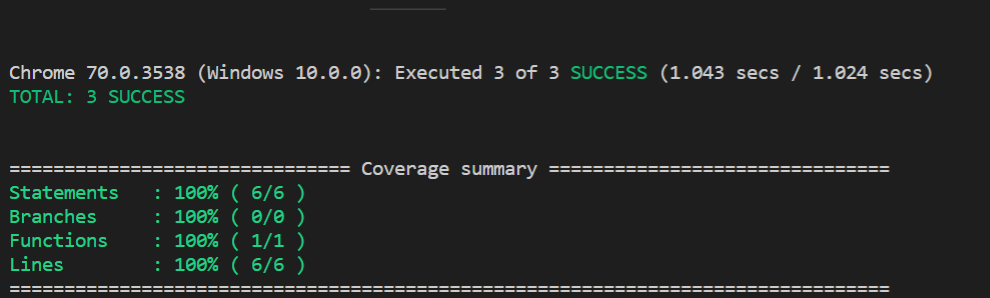 Chrome 70.0.3538 (Windows 10.0.0): Executed 3 of 3 SUCCESS (1.043 secs / 1.024 secs)
TOTAL: 3 SUCCESS
=============================== Coverage summary ===============================
Statements   : 100% ( 6/6 )
Branches     : 100% ( 0/0 )
Functions    : 100% ( 1/1 )
Lines        : 100% ( 6/6 )
================================================================================